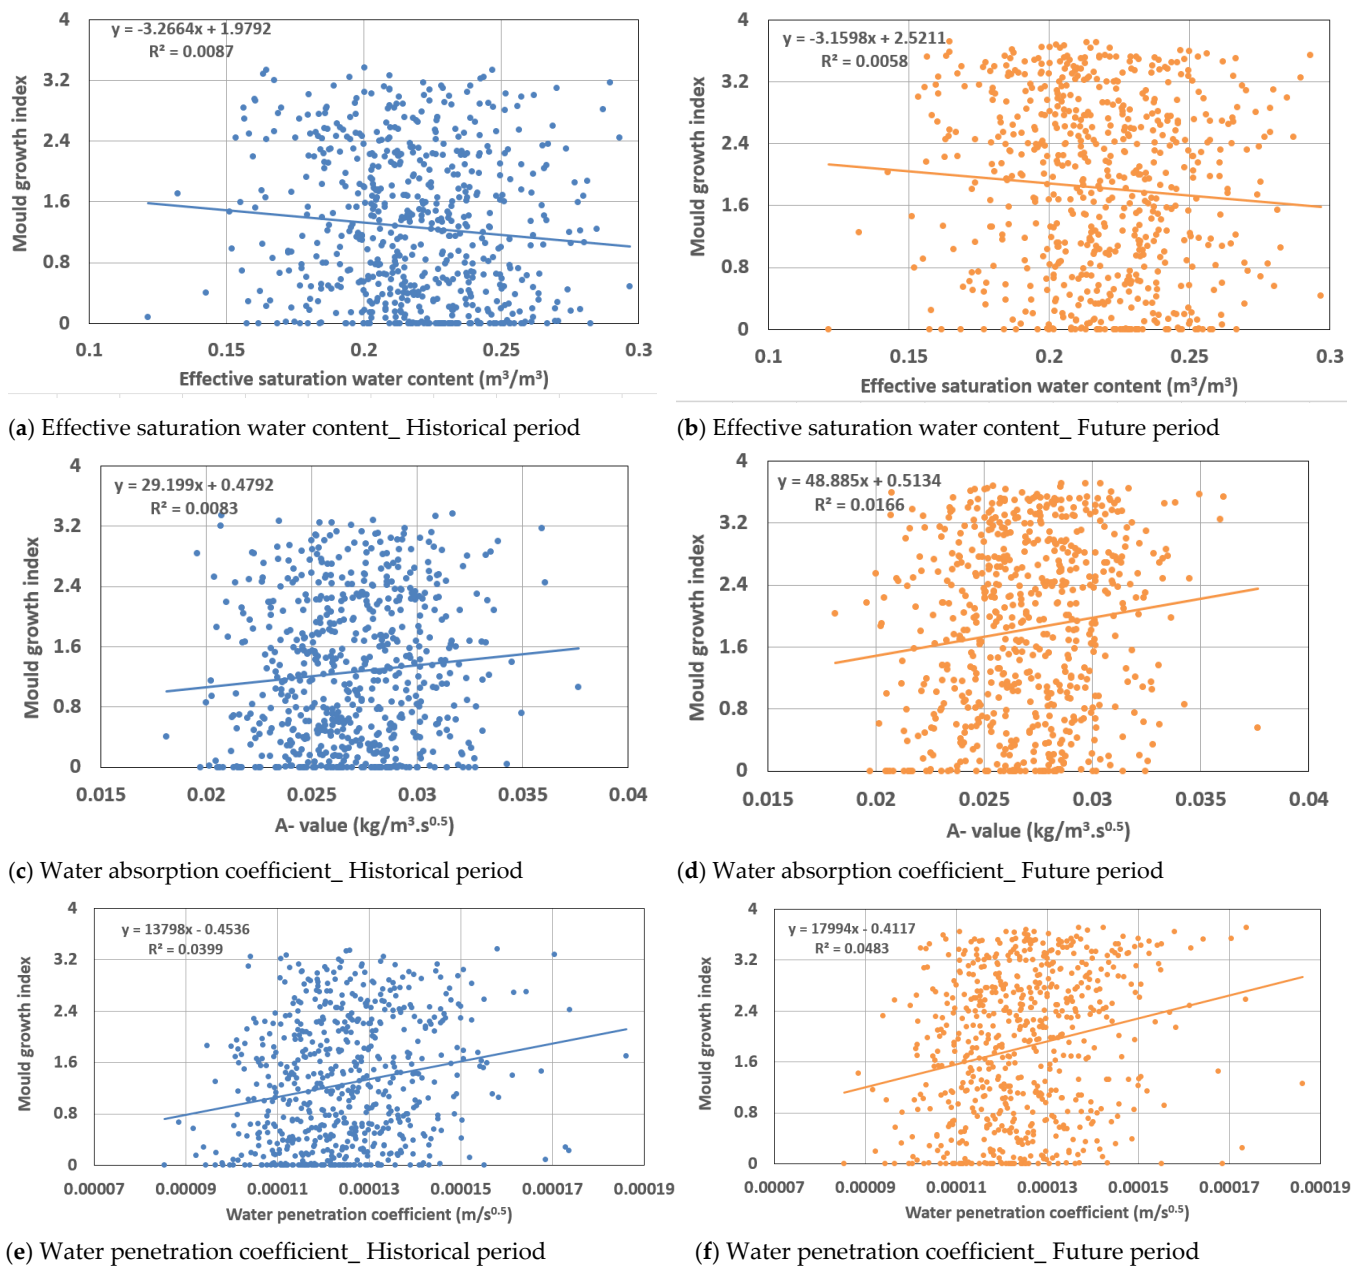 4
3.2
2.4
1.6
0.8
0
Mould growth index
y = -3.2664x + 1.9792
R² = 0.0087
0.1 0.15 0.2 0.25 0.3
Effective saturation water content (m³/m³)
(a) Effective saturation water content_ Historical period
4
3.2
2.4
1.6
0.8
0
Mould growth index
y = -3.1598x + 2.5211
R² = 0.0058
0.1 0.15 0.2 0.25 0.3
Effective saturation water content (m³/m³)
(b) Effective saturation water content_ Future period
4
3.2
2.4
1.6
0.8
0
Mould growth index
y = 29.199x + 0.4792
R² = 0.0083
0.015 0.02 0.025 0.03 0.035 0.04
A- value (kg/m³.s⁰·⁵)
(c) Water absorption coefficient_ Historical period
4
3.2
2.4
1.6
0.8
0
Mould growth index
y = 48.885x + 0.5134
R² = 0.0166
0.015 0.02 0.025 0.03 0.035 0.04
A- value (kg/m³.s⁰·⁵)
(d) Water absorption coefficient_ Future period
4
3.2
2.4
1.6
0.8
0
Mould growth index
y = 13798x - 0.4536
R² = 0.0399
0.00007 0.00009 0.00011 0.00013 0.00015 0.00017 0.00019
Water penetration coefficient (m/s⁰·⁵)
(e) Water penetration coefficient_ Historical period
4
3.2
2.4
1.6
0.8
0
Mould growth index
y = 17994x - 0.4117
R² = 0.0483
0.00007 0.00009 0.00011 0.00013 0.00015 0.00017 0.00019
Water penetration coefficient (m/s⁰·⁵)
(f) Water penetration coefficient_ Future period